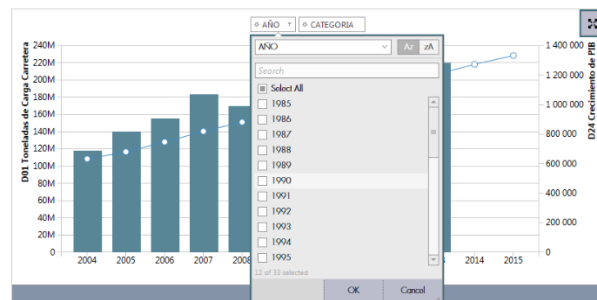 AÑO ↑ CATEGORIA
240M
220M
200M
180M
160M
140M
120M
100M
80M
60M
40M
20M
0
D01 Toneladas de Carga Carretera
2004 2005 2006 2007 2008
AÑO
Az zA
Search
Select All
1985
1986
1987
1988
1989
1990
1991
1992
1993
1994
1995
12 of 33 selected
OK Cancel
1 400 000
1 200 000
1 000 000
800 000
600 000
400 000
200 000
0
D24 Crecimiento de PIB
3 2014 2015